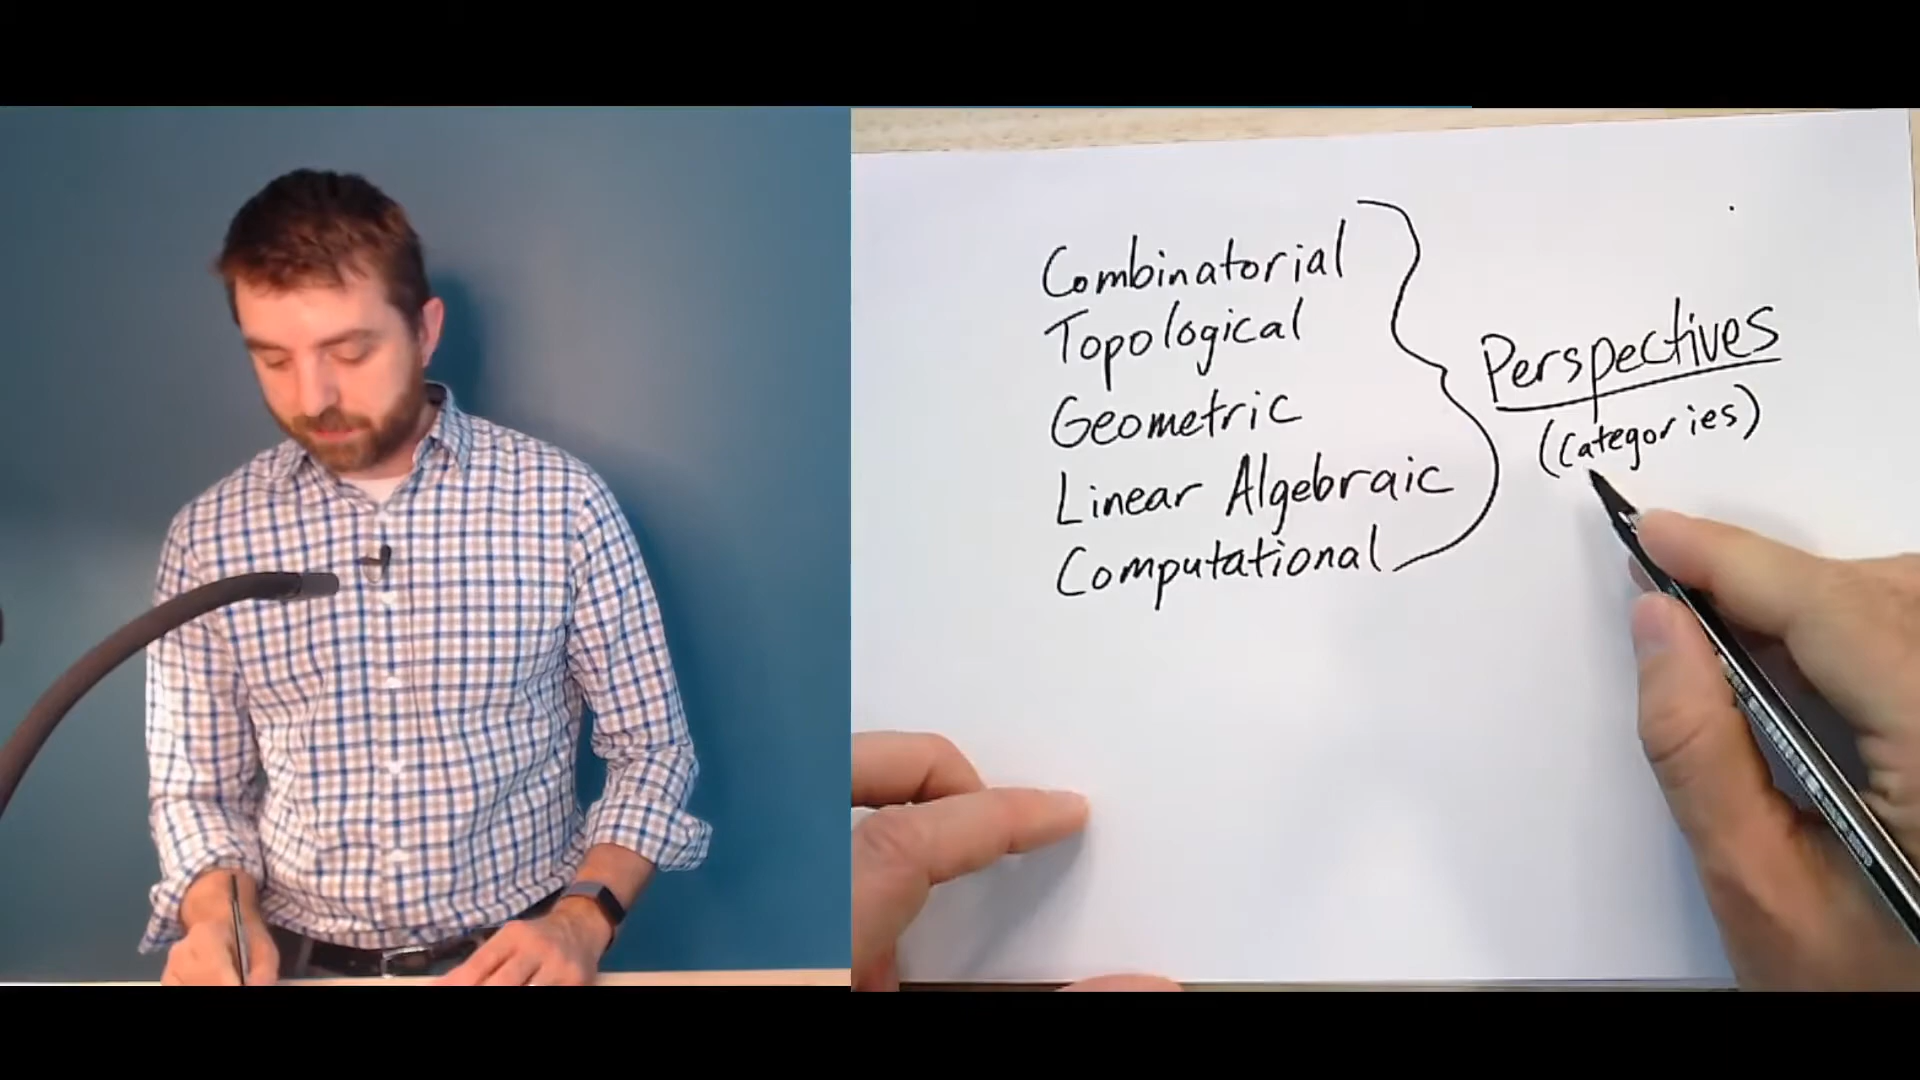 Combinatorial
Topological
Geometric
Linear Algebraic
Computational
Perspectives
(Categories)